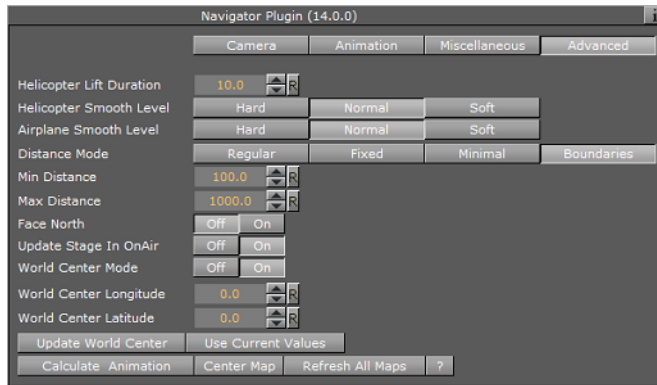 Navigator Plugin (14.0.0) i
Camera Animation Miscellaneous Advanced
Helicopter Lift Duration 10.0 R
Helicopter Smooth Level Hard Normal Soft
Airplane Smooth Level Hard Normal Soft
Distance Mode Regular Fixed Minimal Boundaries
Min Distance 100.0 R
Max Distance 1000.0 R
Face North Off On
Update Stage In OnAir Off On
World Center Mode Off On
World Center Longitude 0.0 R
World Center Latitude 0.0 R
Update World Center Use Current Values
Calculate Animation Center Map Refresh All Maps ?